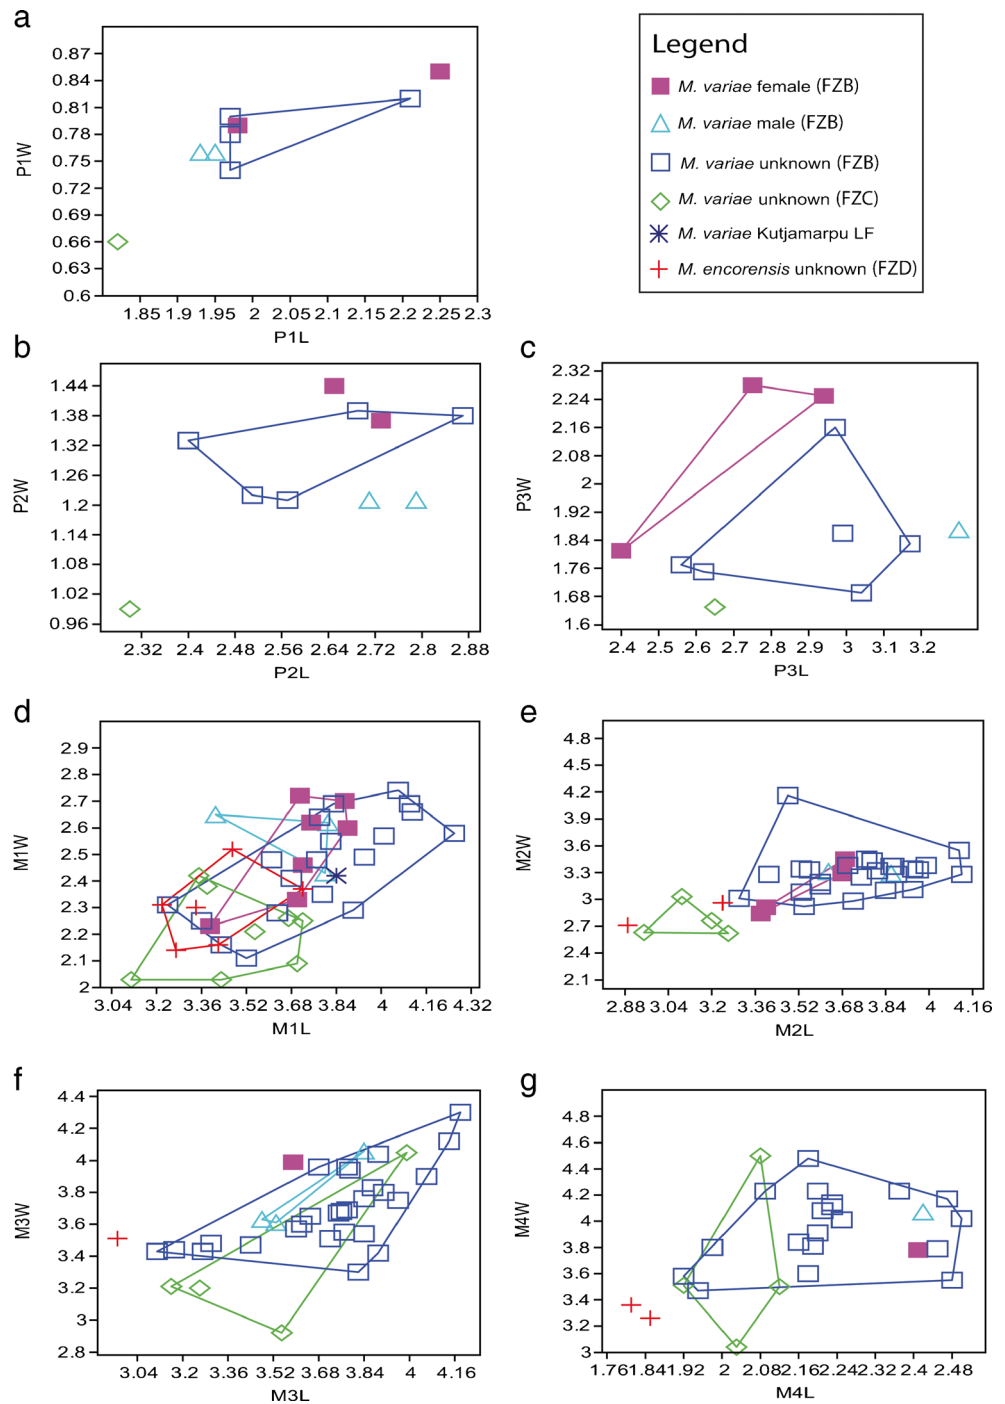 a
0.87
0.84
0.81
0.78
0.75
0.72
0.69
0.66
0.63
0.6
P1W
1.85 1.9 1.95 2 2.05 2.1 2.15 2.2 2.25 2.3
P1L
Legend
M. variae female (FZB)
M. variae male (FZB)
M. variae unknown (FZB)
M. variae unknown (FZC)
M. variae Kutjamarpu LF
M. encorensis unknown (FZD)
b
1.44
1.38
1.32
1.26
1.2
1.14
1.08
1.02
0.96
P2W
2.32 2.4 2.48 2.56 2.64 2.72 2.8 2.88
P2L
c
2.32
2.24
2.16
2.08
2
1.92
1.84
1.76
1.68
1.6
P3W
2.4 2.5 2.6 2.7 2.8 2.9 3 3.1 3.2
P3L
d
2.9
2.8
2.7
2.6
2.5
2.4
2.3
2.2
2.1
2
M1W
3.04 3.2 3.36 3.52 3.68 3.84 4 4.16 4.32
M1L
e
4.8
4.5
4.2
3.9
3.6
3.3
3
2.7
2.4
2.1
M2W
2.88 3.04 3.2 3.36 3.52 3.68 3.84 4 4.16
M2L
f
4.4
4.2
4
3.8
3.6
3.4
3.2
3
2.8
M3W
3.04 3.2 3.36 3.52 3.68 3.84 4 4.16
M3L
g
4.8
4.6
4.4
4.2
4
3.8
3.6
3.4
3.2
3
M4W
1.76 1.84 1.92 2 2.08 2.16 2.24 2.32 2.4 2.48
M4L